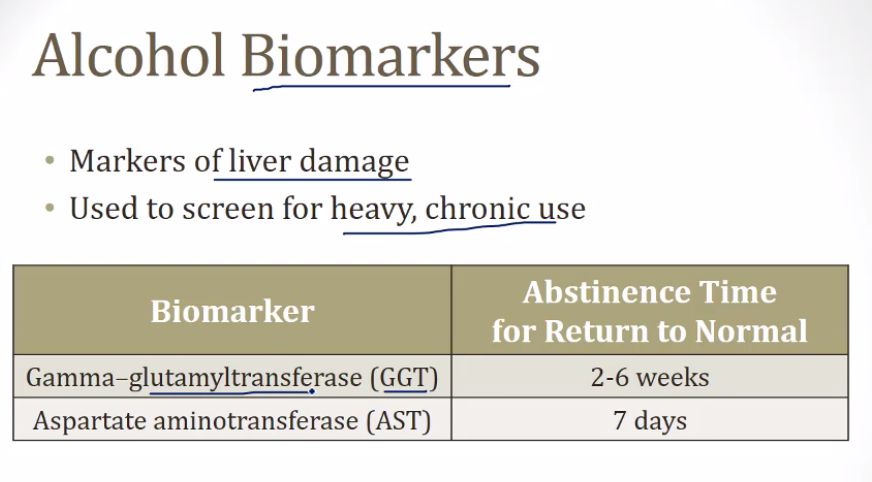 Alcohol Biomarkers
• Markers of liver damage
• Used to screen for heavy, chronic use
Biomarker
Abstinence Time
for Return to Normal
Gamma–glutamyltransferase (GGT)
2-6 weeks
Aspartate aminotransferase (AST)
7 days